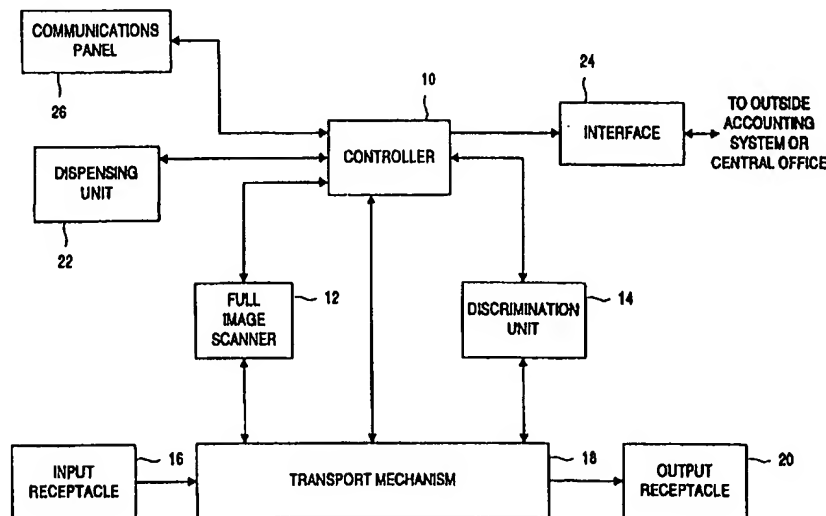 COMMUNICATIONS
PANEL
26
10
24
CONTROLLER
INTERFACE
TO OUTSIDE
ACCOUNTING
SYSTEM OR
CENTRAL OFFICE
DISPENSING
UNIT
22
FULL
IMAGE
SCANNER
12
DISCRIMINATION
UNIT
14
INPUT
RECEPTACLE
16
TRANSPORT MECHANISM
18
OUTPUT
RECEPTACLE
20